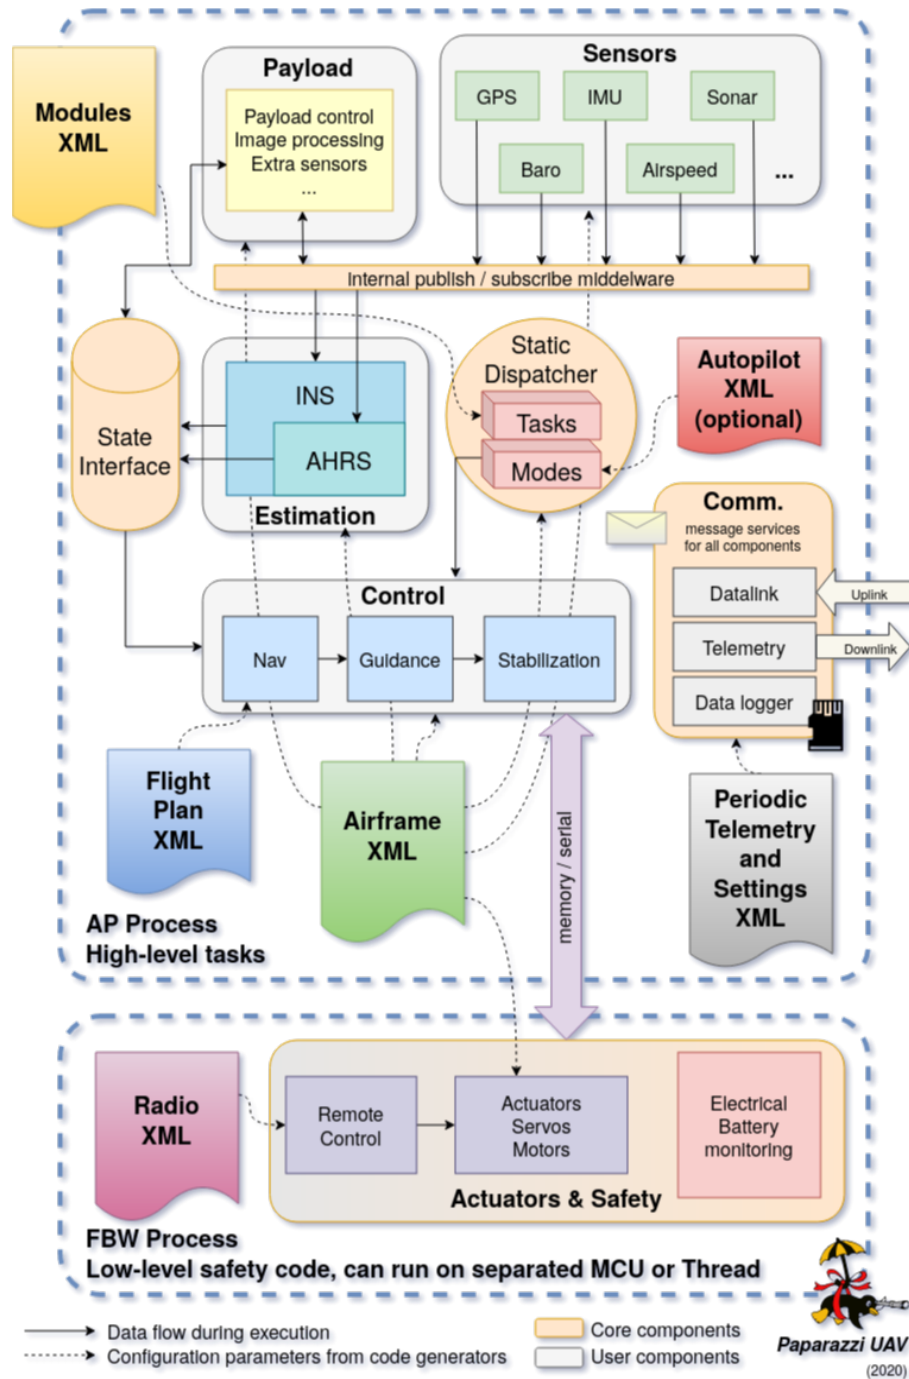 Modules
XML
Payload
Payload control
Image processing
Extra sensors
...
Sensors
GPS
IMU
Sonar
Baro
Airspeed
...
internal publish / subscribe middelware
State
Interface
INS
AHRS
Estimation
Static
Dispatcher
Tasks
Modes
Autopilot
XML
(optional)
Comm.
message services
for all components
Datalink
Telemetry
Data logger
Uplink
Downlink
Control
Nav
Guidance
Stabilization
Flight
Plan
XML
Airframe
XML
memory / serial
Periodic
Telemetry
and
Settings
XML
AP Process
High-level tasks
Radio
XML
Remote
Control
Actuators
Servos
Motors
Electrical
Battery
monitoring
Actuators & Safety
FBW Process
Low-level safety code, can run on separated MCU or Thread
Data flow during execution
Configuration parameters from code generators
Core components
User components
Paparazzi UAV
(2020)